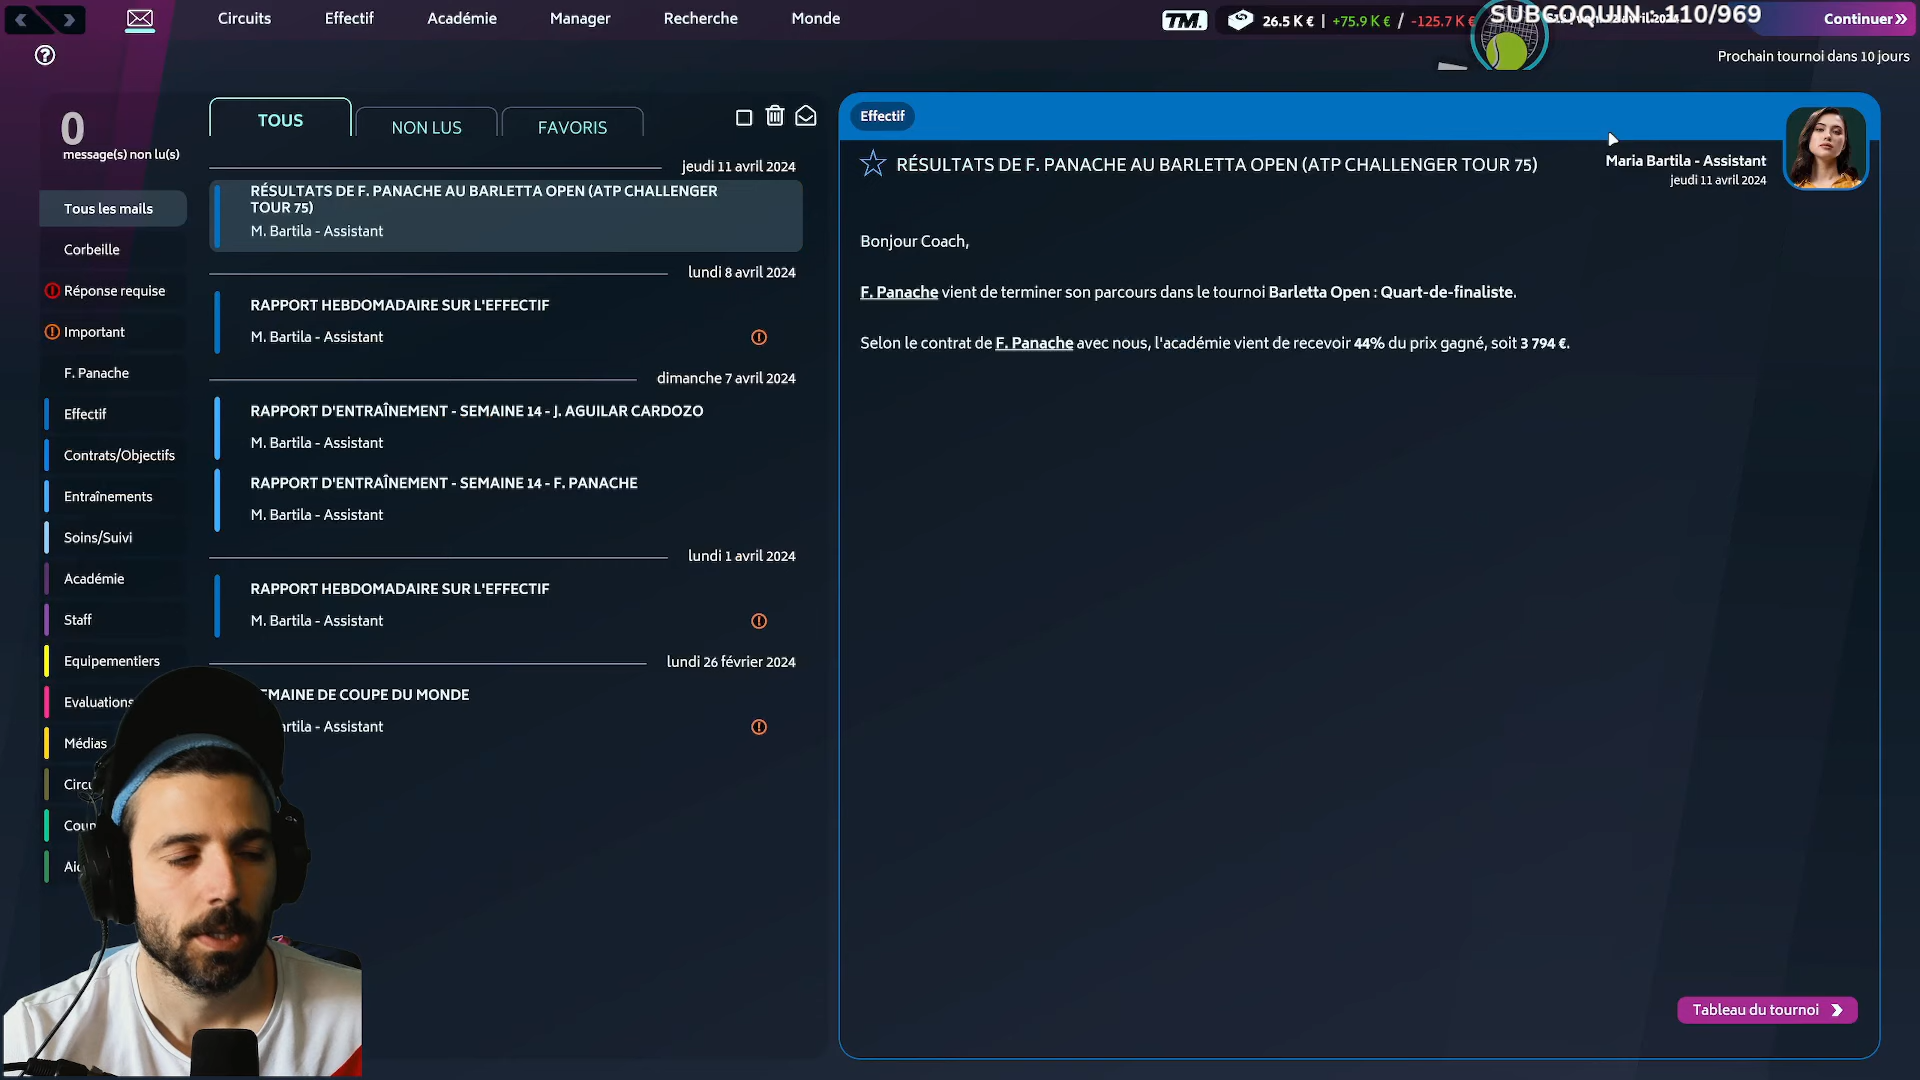 Circuits
Effectif
Académie
Manager
Recherche
Monde
TM.
26.5 K € | +75.9 K € / -125.7 K €
SUBCOQUIN : 110/969
Continuer
Prochain tournoi dans 10 jours
0
message(s) non lu(s)
Tous les mails
Corbeille
Réponse requise
Important
F. Panache
Effectif
Contrats/Objectifs
Entraînements
Soins/Suivi
Académie
Staff
Equipementiers
Evaluations
Médias
TOUS
NON LUS
FAVORIS
jeudi 11 avril 2024
RÉSULTATS DE F. PANACHE AU BARLETTA OPEN (ATP CHALLENGER
TOUR 75)
M. Bartila - Assistant
lundi 8 avril 2024
RAPPORT HEBDOMADAIRE SUR L'EFFECTIF
M. Bartila - Assistant
dimanche 7 avril 2024
RAPPORT D'ENTRAÎNEMENT - SEMAINE 14 - J. AGUILAR CARDOZO
M. Bartila - Assistant
RAPPORT D'ENTRAÎNEMENT - SEMAINE 14 - F. PANACHE
M. Bartila - Assistant
lundi 1 avril 2024
RAPPORT HEBDOMADAIRE SUR L'EFFECTIF
M. Bartila - Assistant
lundi 26 février 2024
EMAINE DE COUPE DU MONDE
artila - Assistant
Effectif
RÉSULTATS DE F. PANACHE AU BARLETTA OPEN (ATP CHALLENGER TOUR 75)
Maria Bartila - Assistant
jeudi 11 avril 2024
Bonjour Coach,
F. Panache vient de terminer son parcours dans le tournoi Barletta Open : Quart-de-finaliste.
Selon le contrat de F. Panache avec nous, l'académie vient de recevoir 44% du prix gagné, soit 3 794 €.
Tableau du tournoi